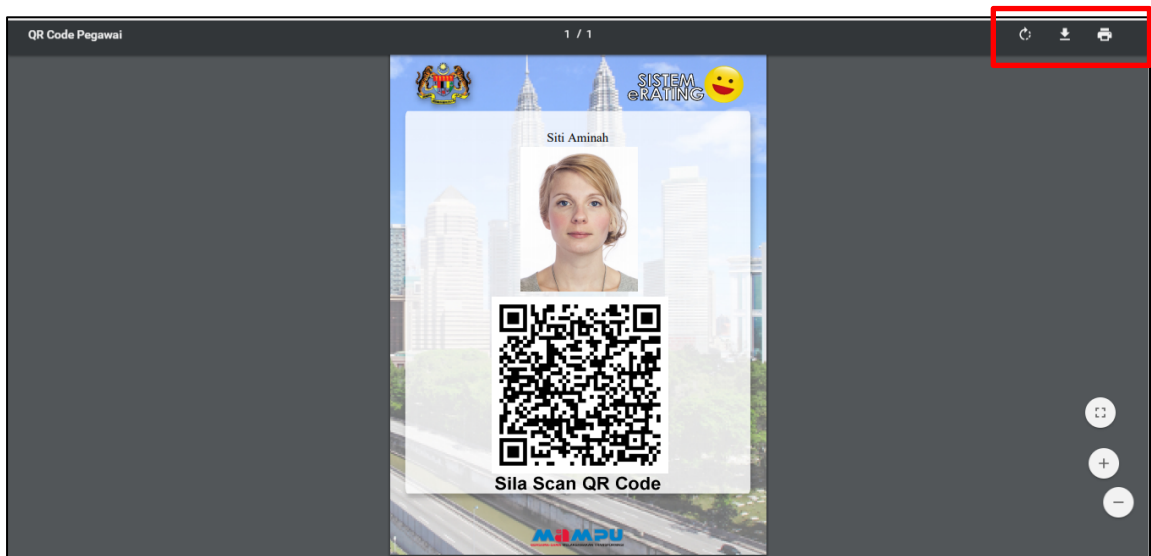 QR Code Pegawai
1 / 1
SISTEM
eRATING
Siti Aminah
Sila Scan QR Code
MAMPU